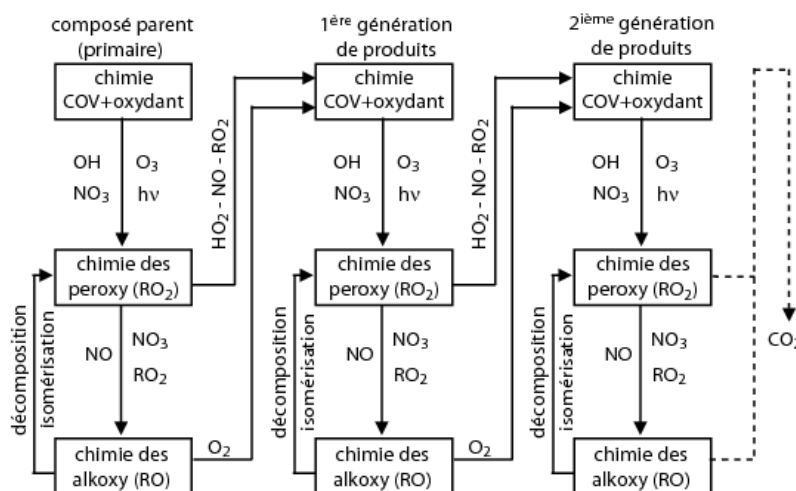 composé parent
(primaire)
chimie
COV+oxydant
OH
O3
NO3
hν
chimie des
peroxy (RO2)
NO
NO3
RO2
décomposition
isomérisation
chimie des
alkoxy (RO)
O2
HO2 - NO - RO2
1ère génération
de produits
chimie
COV+oxydant
OH
O3
NO3
hν
chimie des
peroxy (RO2)
NO
NO3
RO2
décomposition
isomérisation
chimie des
alkoxy (RO)
O2
HO2 - NO - RO2
2ième génération
de produits
chimie
COV+oxydant
OH
O3
NO3
hν
chimie des
peroxy (RO2)
NO
NO3
RO2
décomposition
isomérisation
chimie des
alkoxy (RO)
CO2